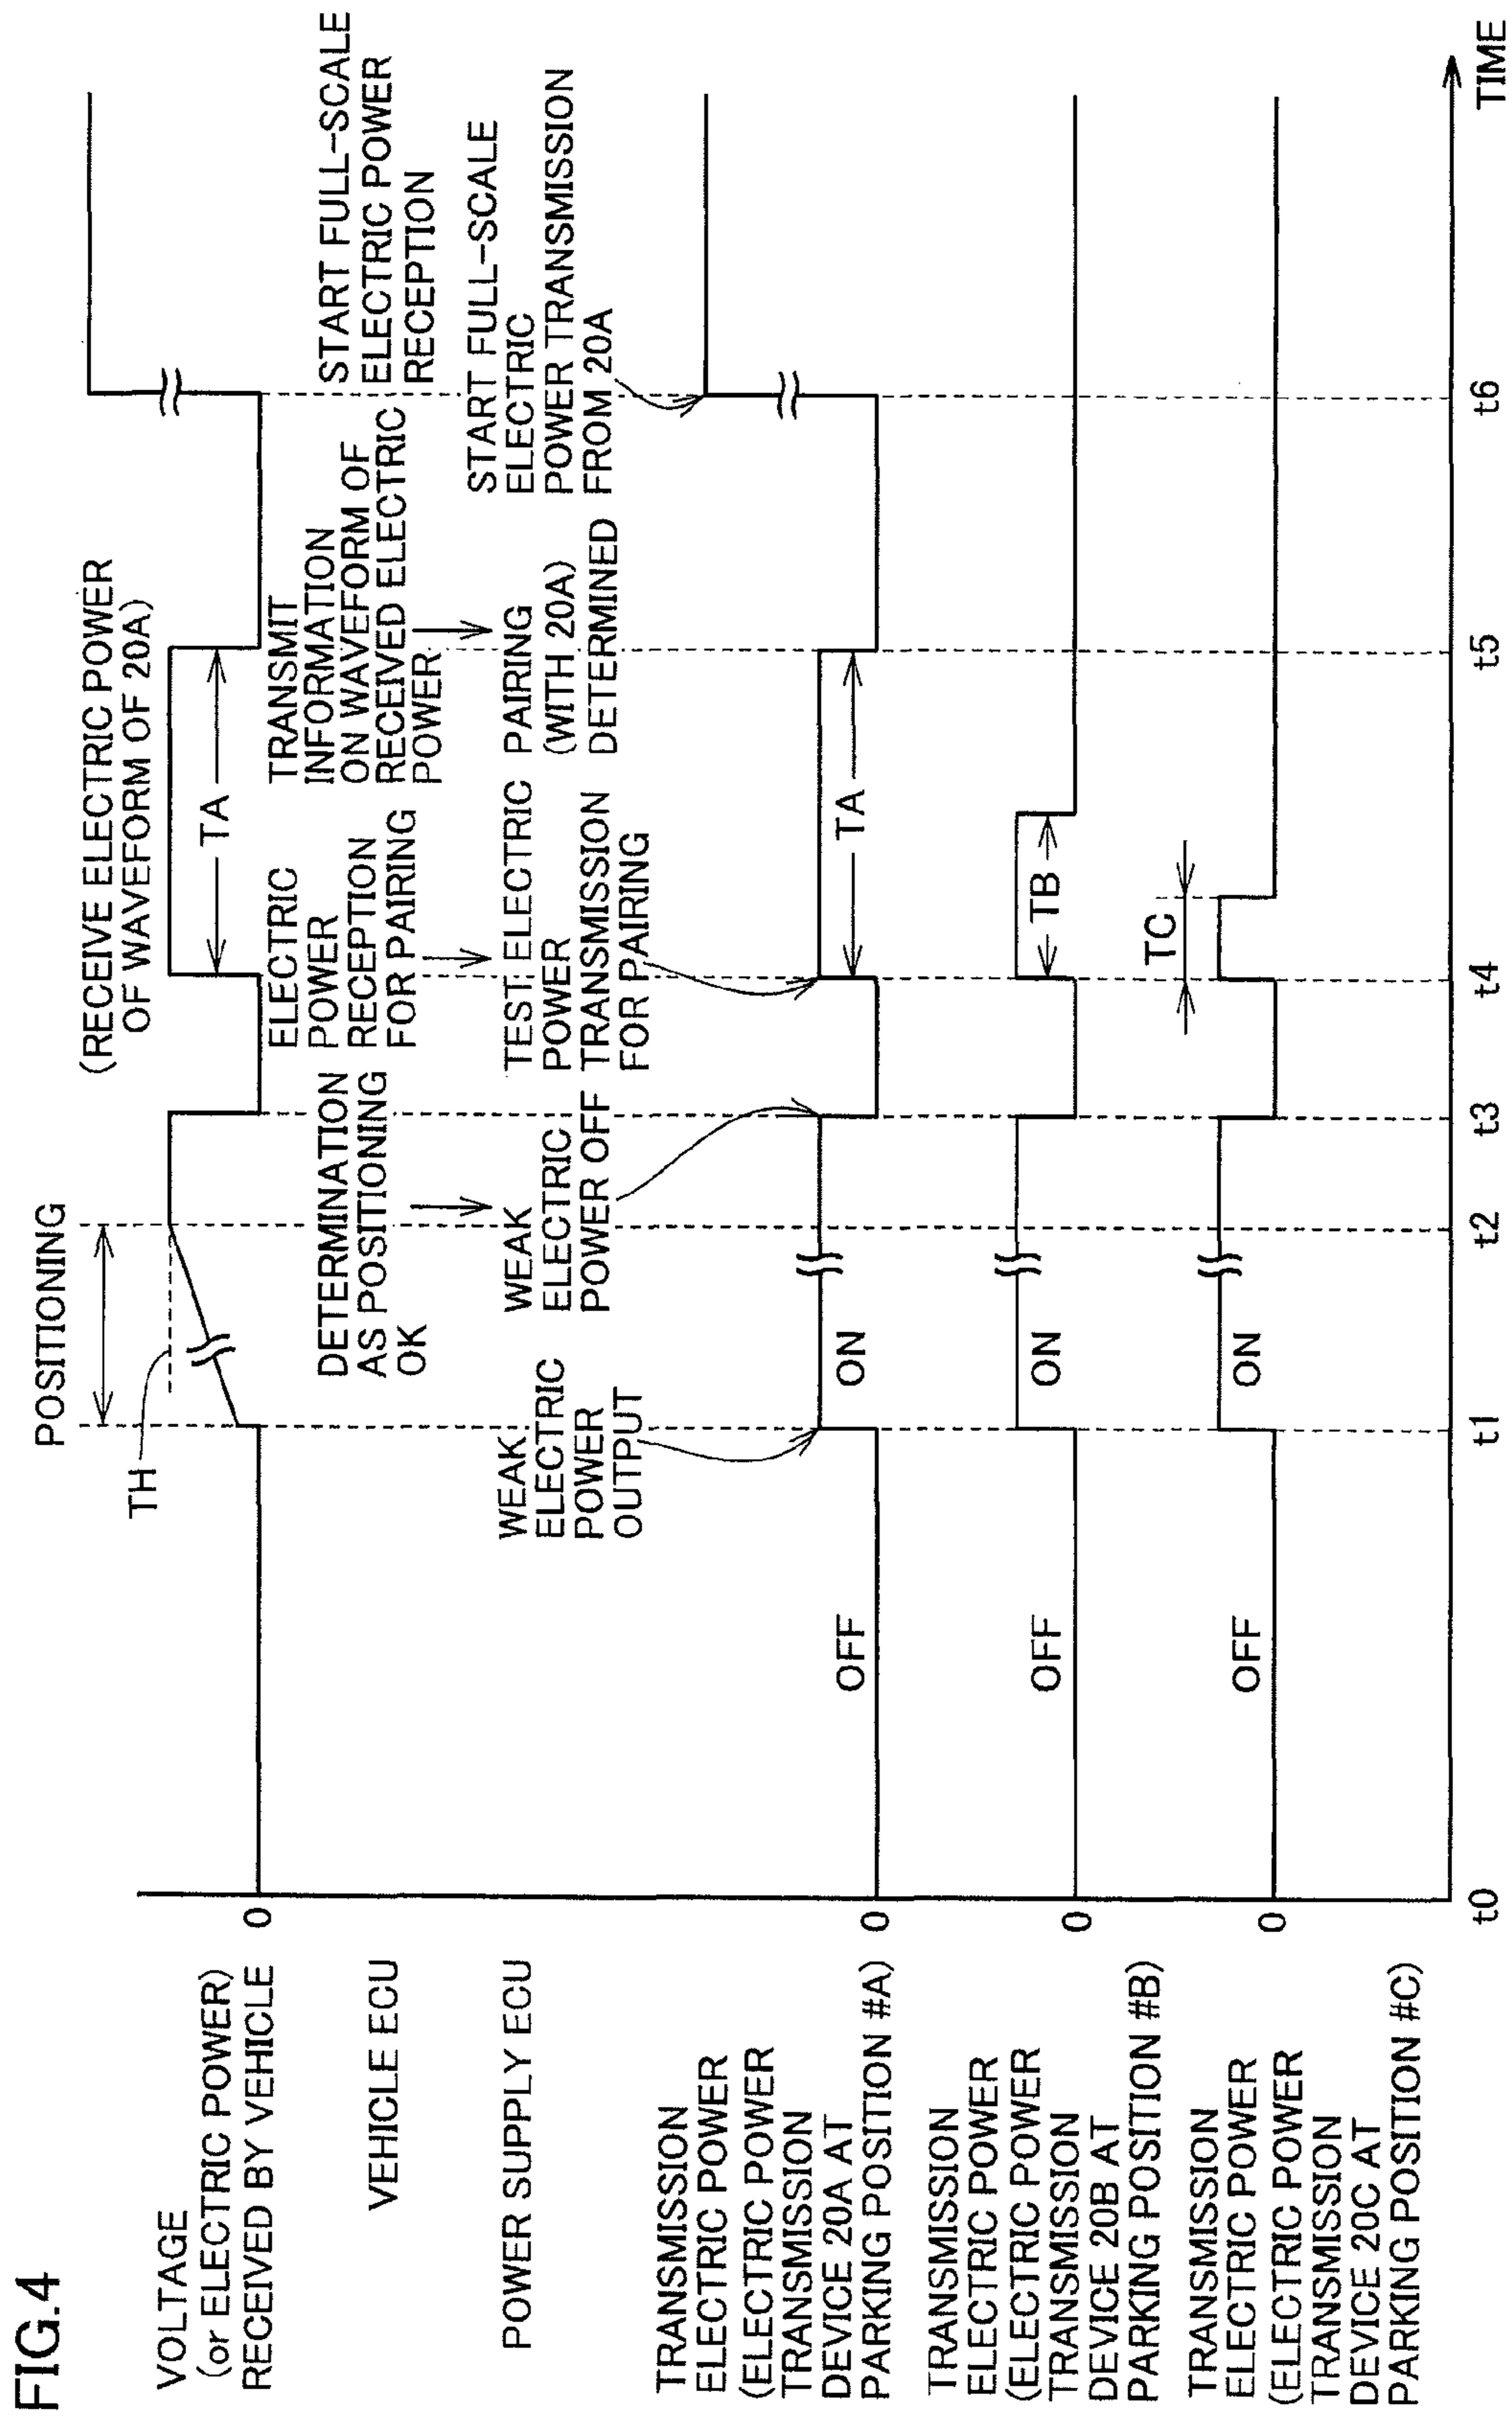 FIG.4
POSITIONING
TH
(RECEIVE ELECTRIC POWER
OF WAVEFORM OF 20A)
TA
VOLTAGE
(or ELECTRIC POWER)
RECEIVED BY VEHICLE
0
VEHICLE ECU
DETERMINATION
AS POSITIONING
OK
ELECTRIC
POWER
RECEPTION
FOR PAIRING
TRANSMIT
INFORMATION
ON WAVEFORM OF
RECEIVED ELECTRIC
POWER
START FULL-SCALE
ELECTRIC POWER
RECEPTION
POWER SUPPLY ECU
WEAK
ELECTRIC
POWER
OUTPUT
WEAK
ELECTRIC
POWER OFF
TEST ELECTRIC
POWER
TRANSMISSION
FOR PAIRING
PAIRING
(WITH 20A)
DETERMINED
START FULL-SCALE
ELECTRIC
POWER TRANSMISSION
FROM 20A
TRANSMISSION
ELECTRIC POWER
(ELECTRIC POWER
TRANSMISSION
DEVICE 20A AT
PARKING POSITION #A)
0
OFF
ON
TA
TRANSMISSION
ELECTRIC POWER
(ELECTRIC POWER
TRANSMISSION
DEVICE 20B AT
PARKING POSITION #B)
0
OFF
ON
TB
TRANSMISSION
ELECTRIC POWER
(ELECTRIC POWER
TRANSMISSION
DEVICE 20C AT
PARKING POSITION #C)
0
OFF
ON
TC
t0
t1
t2
t3
t4
t5
t6
TIME